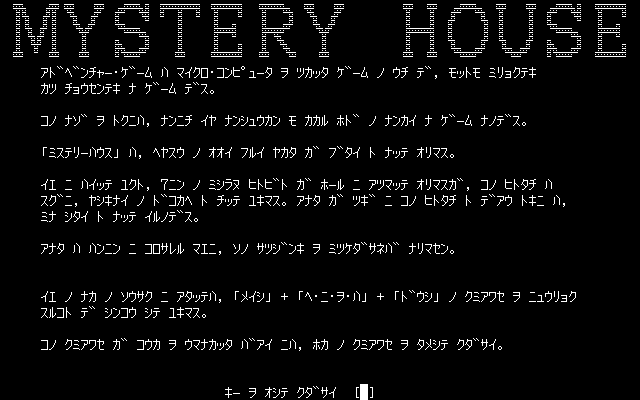 MYSTERY HOUSE
アドベンチャー・ゲーム ハ マイクロ・コンピュータ ヲ ツカッタ ゲーム ノ ウチ デ, モットモ ミリョクテキ
カツ チョウセンテキ ナ ゲーム デス。
コノ ナゾ ヲ トクニハ, ナンニチ イヤ ナンシュウカン モ カカル ホド ノ ナンカイ ナ ゲーム ナノデス。
「ミステリーハウス」 ハ, ヘヤスウ ノ オオイ フルイ ヤカタ ガ ブタイ ト ナッテ オリマス。
イエ ニ ハイッテ ユクト, 7ニン ノ ミシラヌ ヒトビト ガ ホール ニ アツマッテ オリマスガ, コノ ヒトタチ ハ
スグニ, ヤシキナイ ノ ドコカヘ ト チッテ ユキマス。 アナタ ガ ツギ ニ コノ ヒトタチ ト デアウ トキニ ハ,
ミナ シタイ ト ナッテ イルノデス。
アナタ ハ ハンニン ニ コロサレル マエニ, ソノ サツジンキ ヲ ミツケダサネバ ナリマセン。
イエ ノ ナカ ノ ソウサク ニ アタッテハ, 「メイシ」 + 「ヘ・ニ・ヲ・ハ」 + 「ドウシ」 ノ クミアワセ ヲ ニュウリョク
スルコト デ シンコウ シテ ユキマス。
コノ クミアワセ ガ コウカ ヲ ウマナカッタ バアイ ニハ, ホカ ノ クミアワセ ヲ タメシテ クダサイ。
キー ヲ オシテ クダサイ [ ]